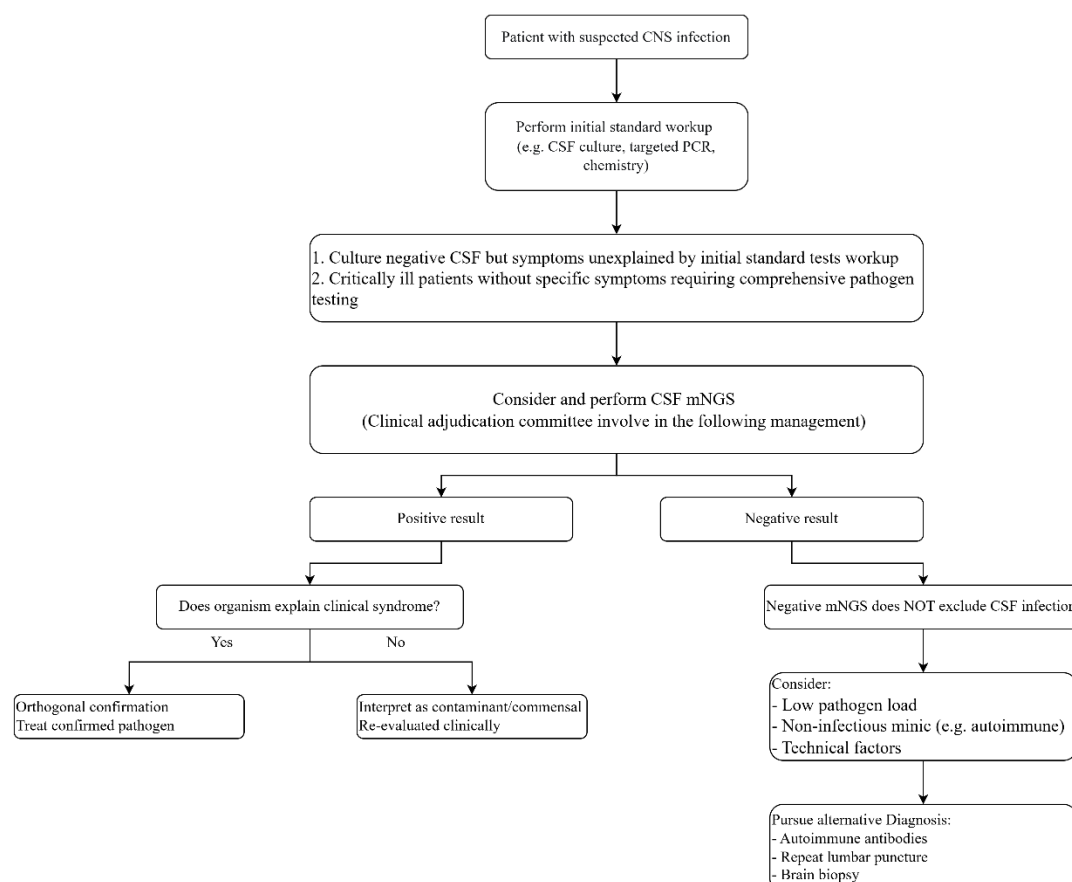 Patient with suspected CNS infection
Perform initial standard workup
(e.g. CSF culture, targeted PCR,
chemistry)
1. Culture negative CSF but symptoms unexplained by initial standard tests workup
2. Critically ill patients without specific symptoms requiring comprehensive pathogen
testing
Consider and perform CSF mNGS
(Clinical adjudication committee involve in the following management)
Positive result
Negative result
Does organism explain clinical syndrome?
Negative mNGS does NOT exclude CSF infection
Yes
No
Orthogonal confirmation
Treat confirmed pathogen
Interpret as contaminant/commensal
Re-evaluated clinically
Consider:
- Low pathogen load
- Non-infectious minic (e.g. autoimmune)
- Technical factors
Pursue alternative Diagnosis:
- Autoimmune antibodies
- Repeat lumbar puncture
- Brain biopsy